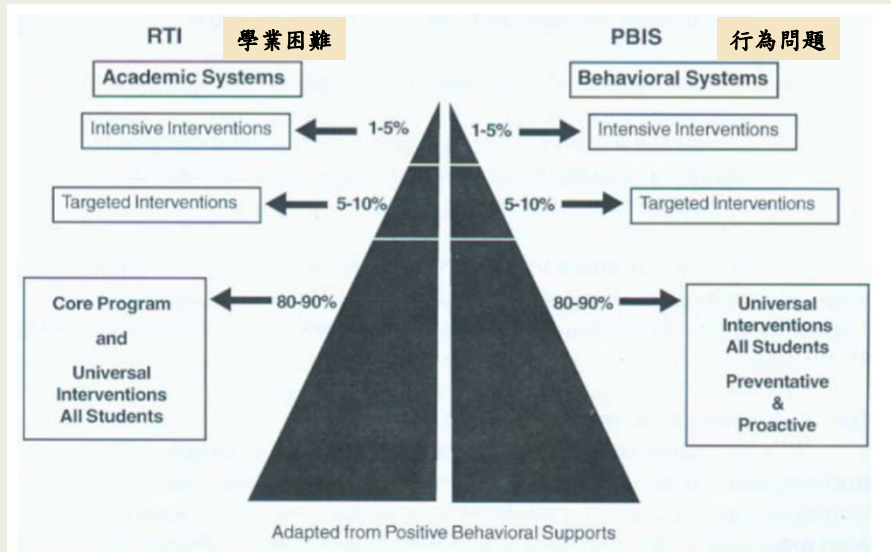 RTI
學業困難
PBIS
行為問題
Academic Systems
Behavioral Systems
Intensive Interventions
1-5%
1-5%
Intensive Interventions
Targeted Interventions
5-10%
5-10%
Targeted Interventions
80-90%
80-90%
Core Program
and
Universal
Interventions
All Students
Universal
Interventions
All Students
Preventative
&
Proactive
Adapted from Positive Behavioral Supports